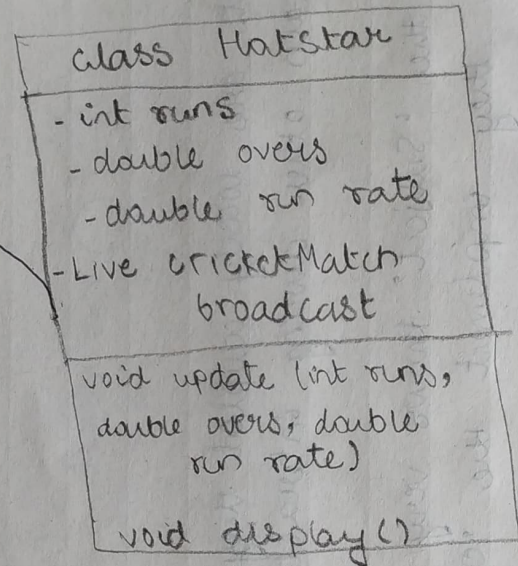 class Hotstar
- int runs
- double overs
- double run rate
- Live crickckMatch
broadcast
void update (int runs,
double overs, double
run rate)
void display()